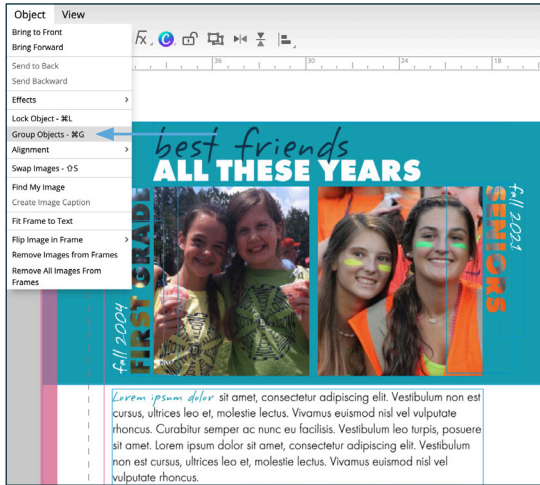 Object View
Bring to Front
Bring Forward
Send to Back
Send Backward
Effects
Lock Object - ⌘L
Group Objects - ⌘G
Alignment
Swap Images - ⇧S
Find My Image
Create Image Caption
Fit Frame to Text
Flip Image in Frame
Remove Images from Frames
Remove All Images From
Frames
36 30 24 18
best friends
ALL THESE YEARS
fall 2004
FIRST GRADE
SENIORS
fall 2021
Lorem ipsum dolor sit amet, consectetur adipiscing elit. Vestibulum non est
cursus, ultrices leo et, molestie lectus. Vivamus euismod nisl vel vulputate
rhoncus. Curabitur semper ac nunc eu facilisis. Vestibulum leo turpis, posuere
sit amet. Lorem ipsum dolor sit amet, consectetur adipiscing elit. Vestibulum
non est cursus, ultrices leo et, molestie lectus. Vivamus euismod nisl vel
vulputate rhoncus.